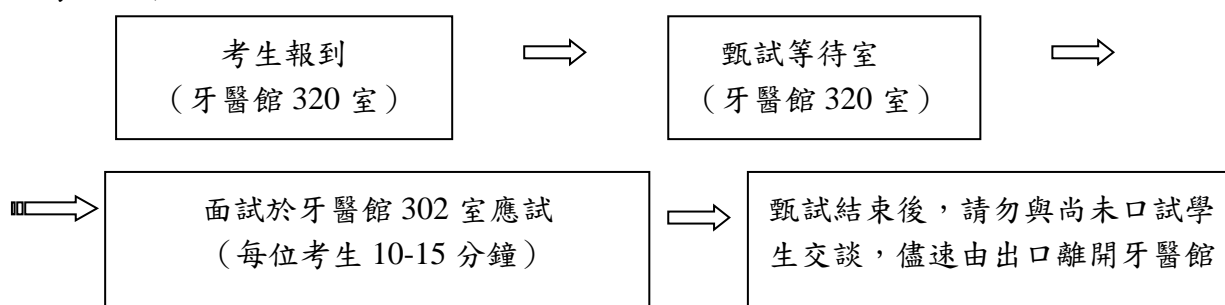 考生報到
（牙醫館 320 室）
甄試等待室
（牙醫館 320 室）
面試於牙醫館 302 室應試
（每位考生 10-15 分鐘）
甄試結束後，請勿與尚未口試學
生交談，儘速由出口離開牙醫館